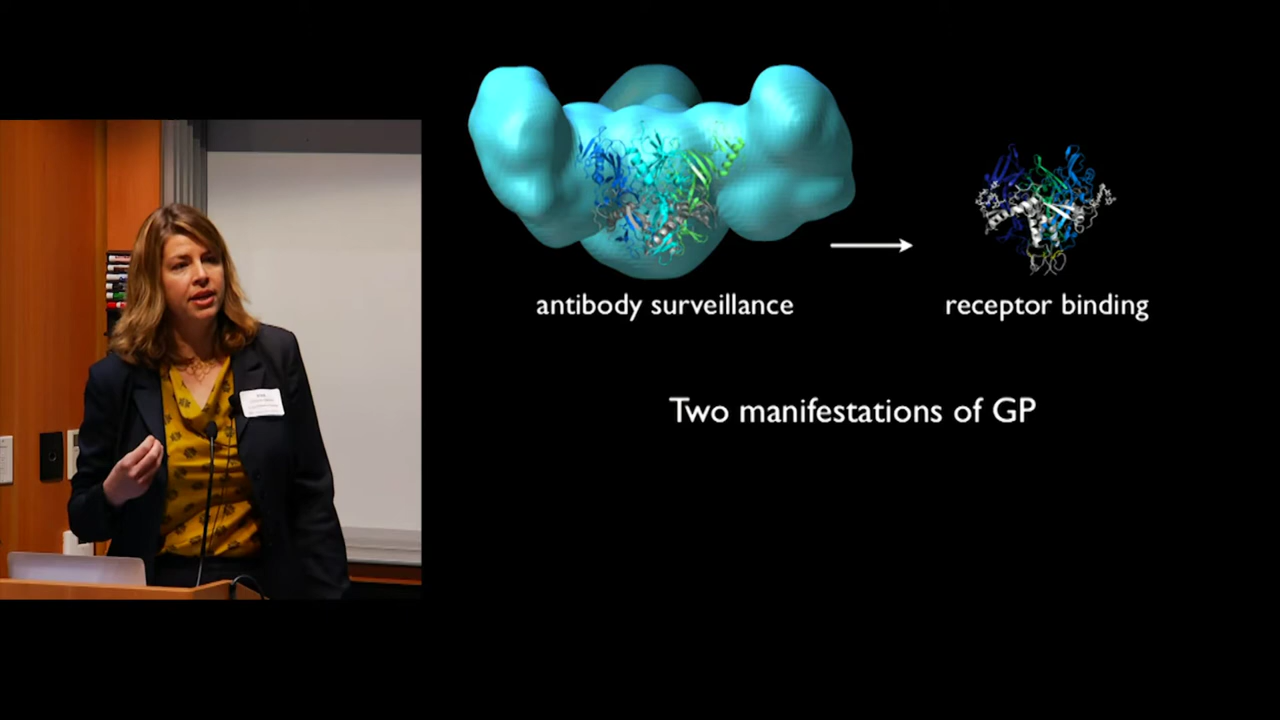 antibody surveillance
receptor binding
Two manifestations of GP